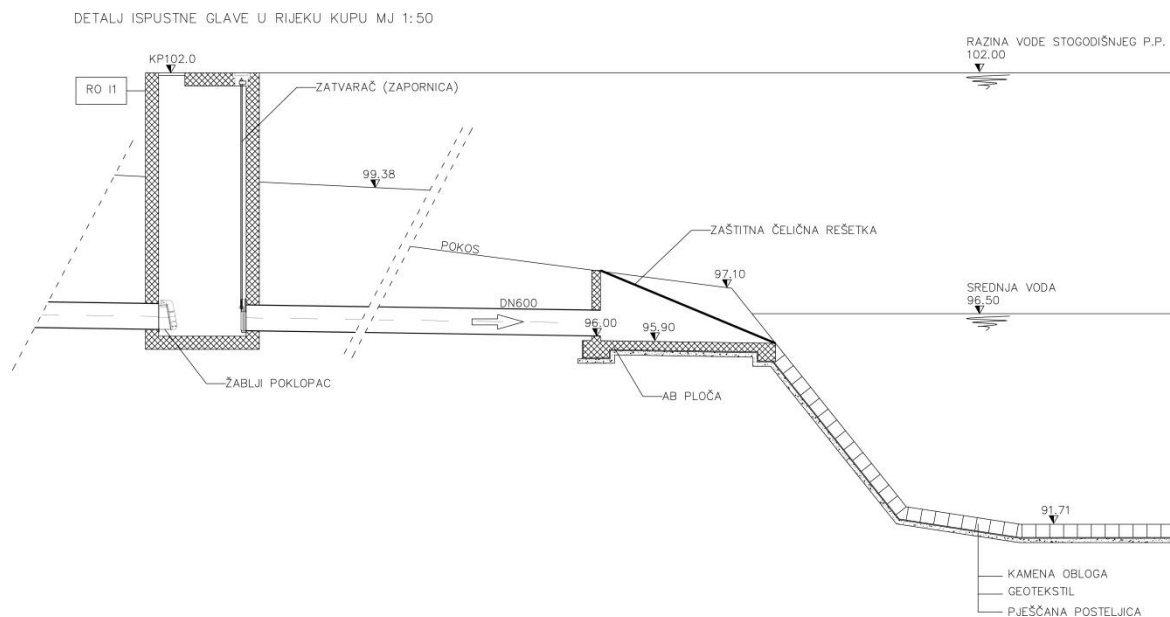 DETALJ ISPUSTNE GLAVE U RIJEKU KUPU MJ 1:50
RAZINA VODE STOGODIŠNJEG P.P.
102.00
KP102.0
RO I1
ZATVARAČ (ZAPORNICA)
99.38
ZAŠTITNA ČELIČNA REŠETKA
POKOS
97.10
SREDNJA VODA
96.50
DN600
96.00
95.90
ŽABLJI POKLOPAC
AB PLOČA
91.71
KAMENA OBLOGA
GEOTEKSTIL
PJEŠČANA POSTELJICA